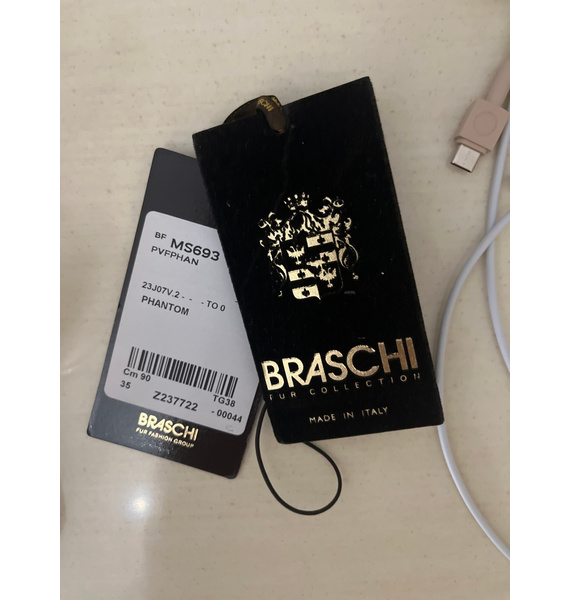 BF MS693
PVFPHAN
23J07V.2 - - - TO 0
PHANTOM
Cm 90
TG38
35
Z237722 - 00044
BRASCHI
FUR FASHION GROUP
BRASCHI
FUR COLLECTION
MADE IN ITALY